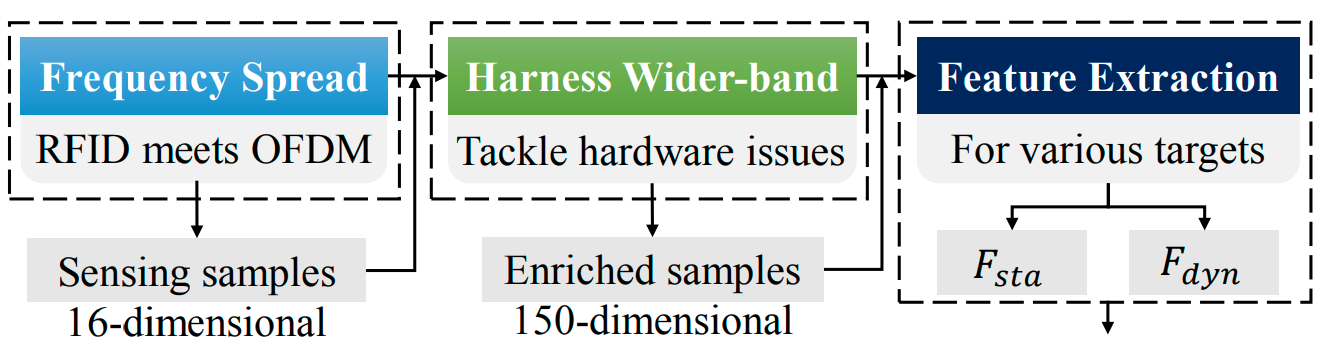 Frequency Spread
RFID meets OFDM
Sensing samples
16-dimensional
Harness Wider-band
Tackle hardware issues
Enriched samples
150-dimensional
Feature Extraction
For various targets
F_{sta}
F_{dyn}